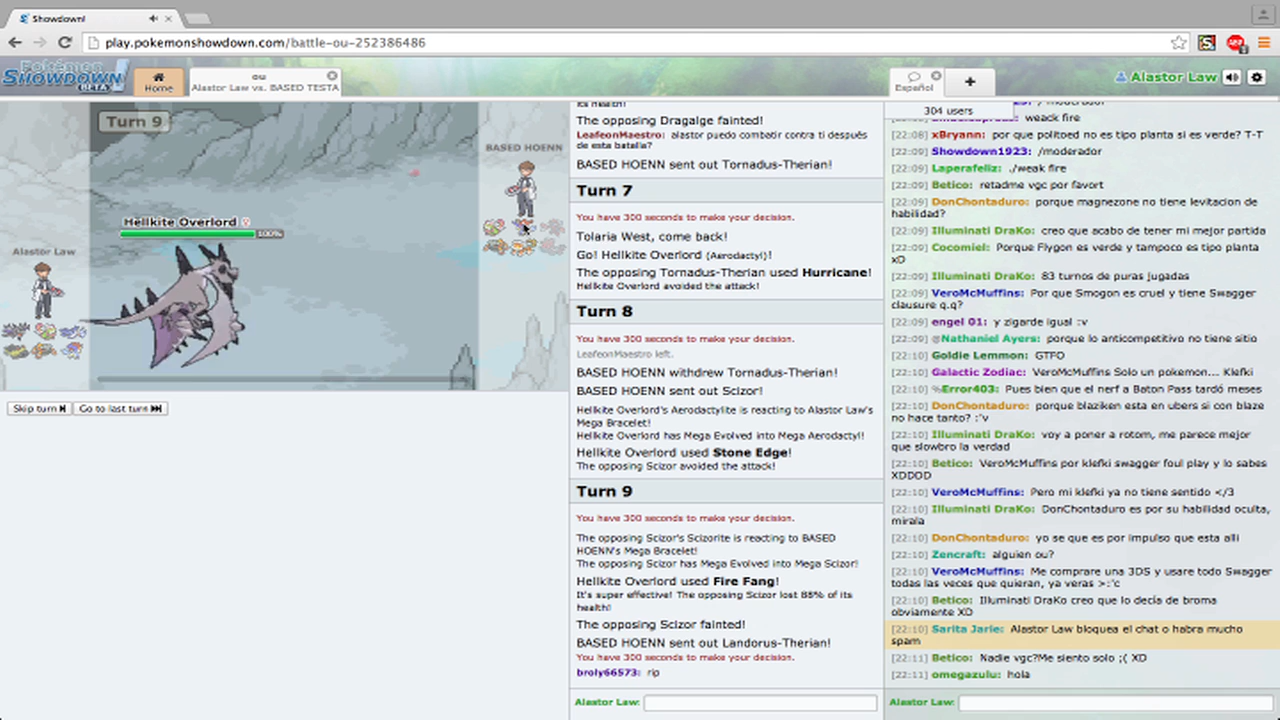 Showdown!
play.pokemonshowdown.com/battle-ou-252386486
Pokémon
SHOWDOWN!
BETA
Home
ou
Alastor Law vs. BASED TESTA
Español
+
Alastor Law
Turn 9
BASED HOENN
Hellkite Overlord
100%
Alastor Law
Skip turn
Go to last turn
its health!
The opposing Dragalge fainted!
LeafeonMaestro: alastor puedo combatir contra ti después
de esta batalla?
BASED HOENN sent out Tornadus-Therian!
Turn 7
You have 300 seconds to make your decision.
Tolaria West, come back!
Go! Hellkite Overlord (Aerodactyl)!
The opposing Tornadus-Therian used Hurricane!
Hellkite Overlord avoided the attack!
Turn 8
You have 300 seconds to make your decision.
LeafeonMaestro left.
BASED HOENN withdrew Tornadus-Therian!
BASED HOENN sent out Scizor!
Hellkite Overlord's Aerodactylite is reacting to Alastor Law's
Mega Bracelet!
Hellkite Overlord has Mega Evolved into Mega Aerodactyl!
Hellkite Overlord used Stone Edge!
The opposing Scizor avoided the attack!
Turn 9
You have 300 seconds to make your decision.
The opposing Scizor's Scizorite is reacting to BASED
HOENN's Mega Bracelet!
The opposing Scizor has Mega Evolved into Mega Scizor!
Hellkite Overlord used Fire Fang!
It's super effective! The opposing Scizor lost 88% of its
health!
The opposing Scizor fainted!
BASED HOENN sent out Landorus-Therian!
You have 300 seconds to make your decision.
broly66573: rip
Alastor Law:
304 users
/moderador
weack fire
[22:08] xBryann: por que politoed no es tipo planta si es verde? T-T
[22:09] Showdown1923: /moderador
[22:09] Laperafeliz: ./weak fire
[22:09] Betico: retadme vgc por favort
[22:09] DonChontaduro: porque magnezone no tiene levitacion de
habilidad?
[22:09] Illuminati DraKo: creo que acabo de tener mi mejor partida
[22:09] Cocomiel: Porque Flygon es verde y tampoco es tipo planta
xD
[22:09] Illuminati DraKo: 83 turnos de puras jugadas
[22:09] VeroMcMuffins: Por que Smogon es cruel y tiene Swagger
clausure q.q?
[22:09] engel 01: y zigarde igual :v
[22:09] @Nathaniel Ayers: porque lo anticompetitivo no tiene sitio
[22:10] Goldie Lemmon: GTFO
[22:10] Galactic Zodiac: VeroMcMuffins Solo un pokemon... Klefki
[22:10] %Error403: Pues bien que el nerf a Baton Pass tardó meses
[22:10] DonChontaduro: porque blaziken esta en ubers si con blaze
no hace tanto? :'v
[22:10] Illuminati DraKo: voy a poner a rotom, me parece mejor
que slowbro la verdad
[22:10] Betico: VeroMcMuffins por klefki swagger foul play y lo sabes
XDDDD
[22:10] VeroMcMuffins: Pero mi klefki ya no tiene sentido </3
[22:10] Illuminati DraKo: DonChontaduro es por su habilidad oculta,
mirala
[22:10] DonChontaduro: yo se que es por impulso que esta alli
[22:10] Zencraft: alguien ou?
[22:10] VeroMcMuffins: Me comprare una 3DS y usare todo Swagger
todas las veces que quieran, ya veras >:'c
[22:10] Betico: Illuminati DraKo creo que lo decía de broma
obviamente XD
[22:10] Sarita Jarie: Alastor Law bloquea el chat o habra mucho
spam
[22:11] Betico: Nadie vgc?Me siento solo ;( XD
[22:11] omegazulu: hola
Alastor Law: